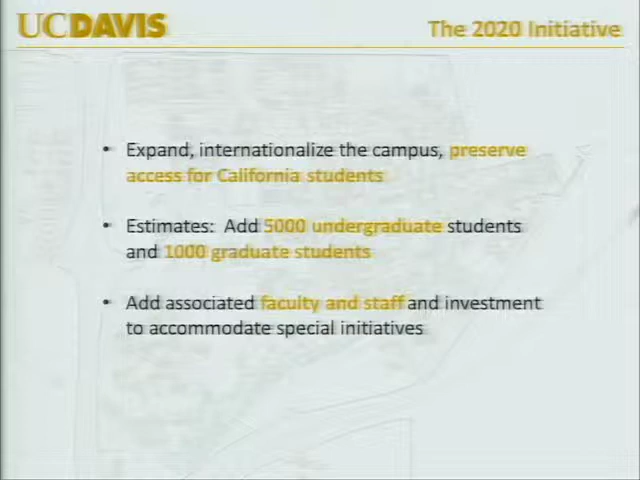 UCDAVIS
The 2020 Initiative
• Expand, internationalize the campus, preserve
access for California students
• Estimates: Add 5000 undergraduate students
and 1000 graduate students
• Add associated faculty and staff and investment
to accommodate special initiatives